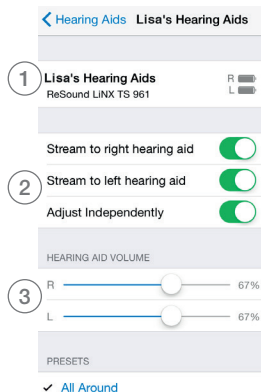 Hearing Aids Lisa's Hearing Aids
1
Lisa's Hearing Aids R
ReSound LiNX TS 961 L
Stream to right hearing aid
2 Stream to left hearing aid
Adjust Independently
HEARING AID VOLUME
R 67%
3
L 67%
PRESETS
✓ All Around